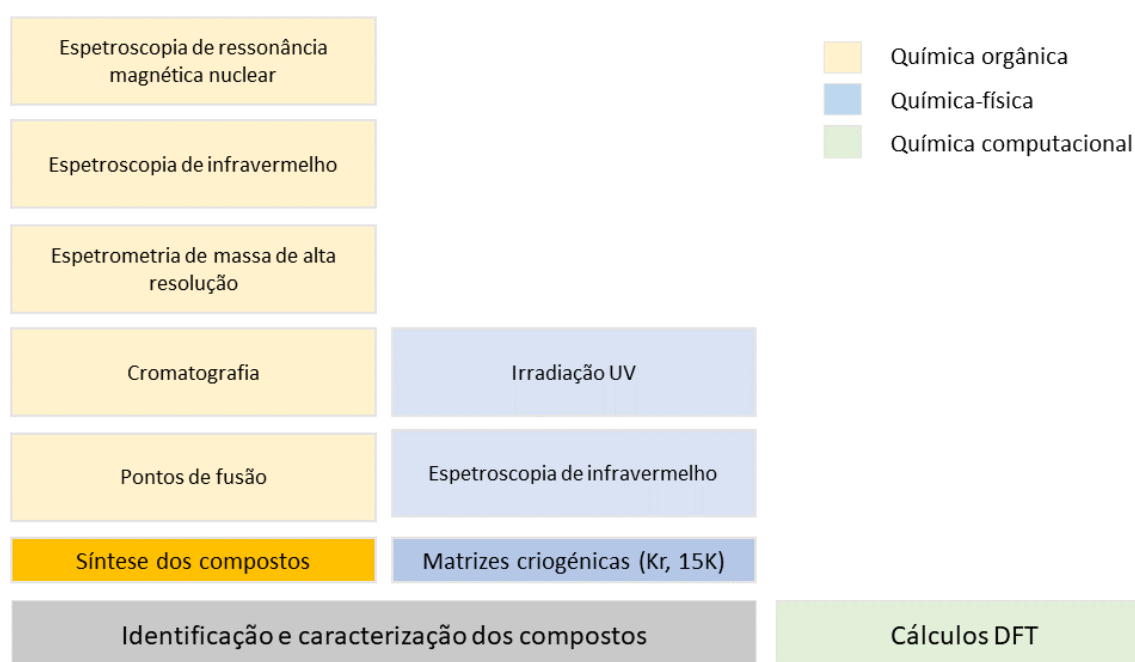 Espetroscopia de ressonância
magnética nuclear
Espetroscopia de infravermelho
Espetrometria de massa de alta
resolução
Cromatografia
Pontos de fusão
Síntese dos compostos
Irradiação UV
Espetroscopia de infravermelho
Matrizes criogénicas (Kr, 15K)
Identificação e caracterização dos compostos
Química orgânica
Química-física
Química computacional
Cálculos DFT